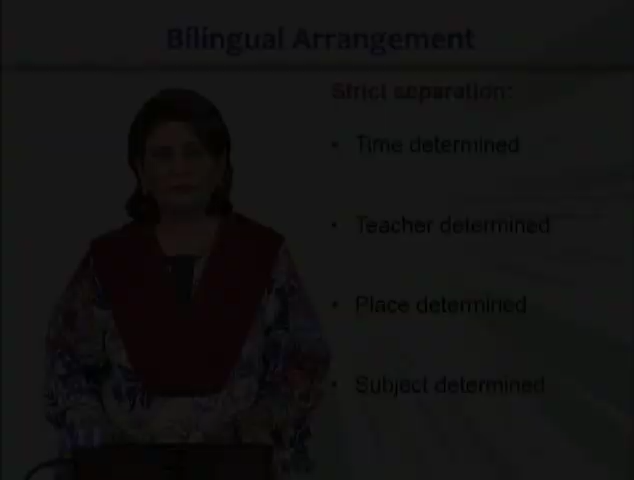 Bilingual Arrangement
Strict separation:
• Time determined
• Teacher determined
• Place determined
• Subject determined